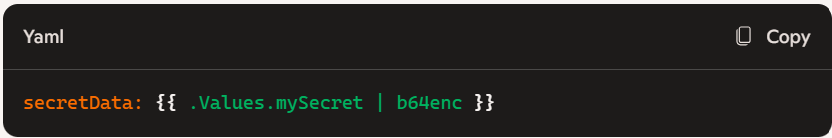 Yaml
Copy
secretData: {{ .Values.mySecret | b64enc }}